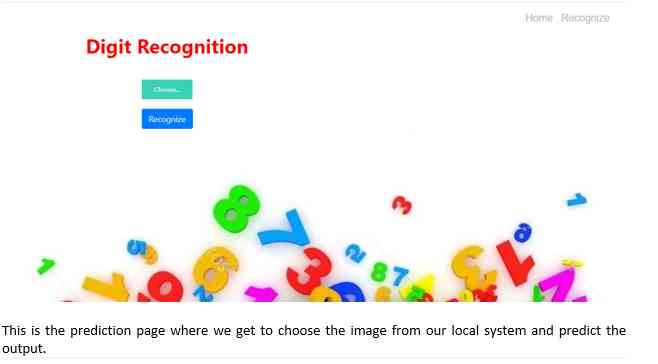 Home Recognize
Digit Recognition
Choose...
Recognize
This is the prediction page where we get to choose the image from our local system and predict the
output.